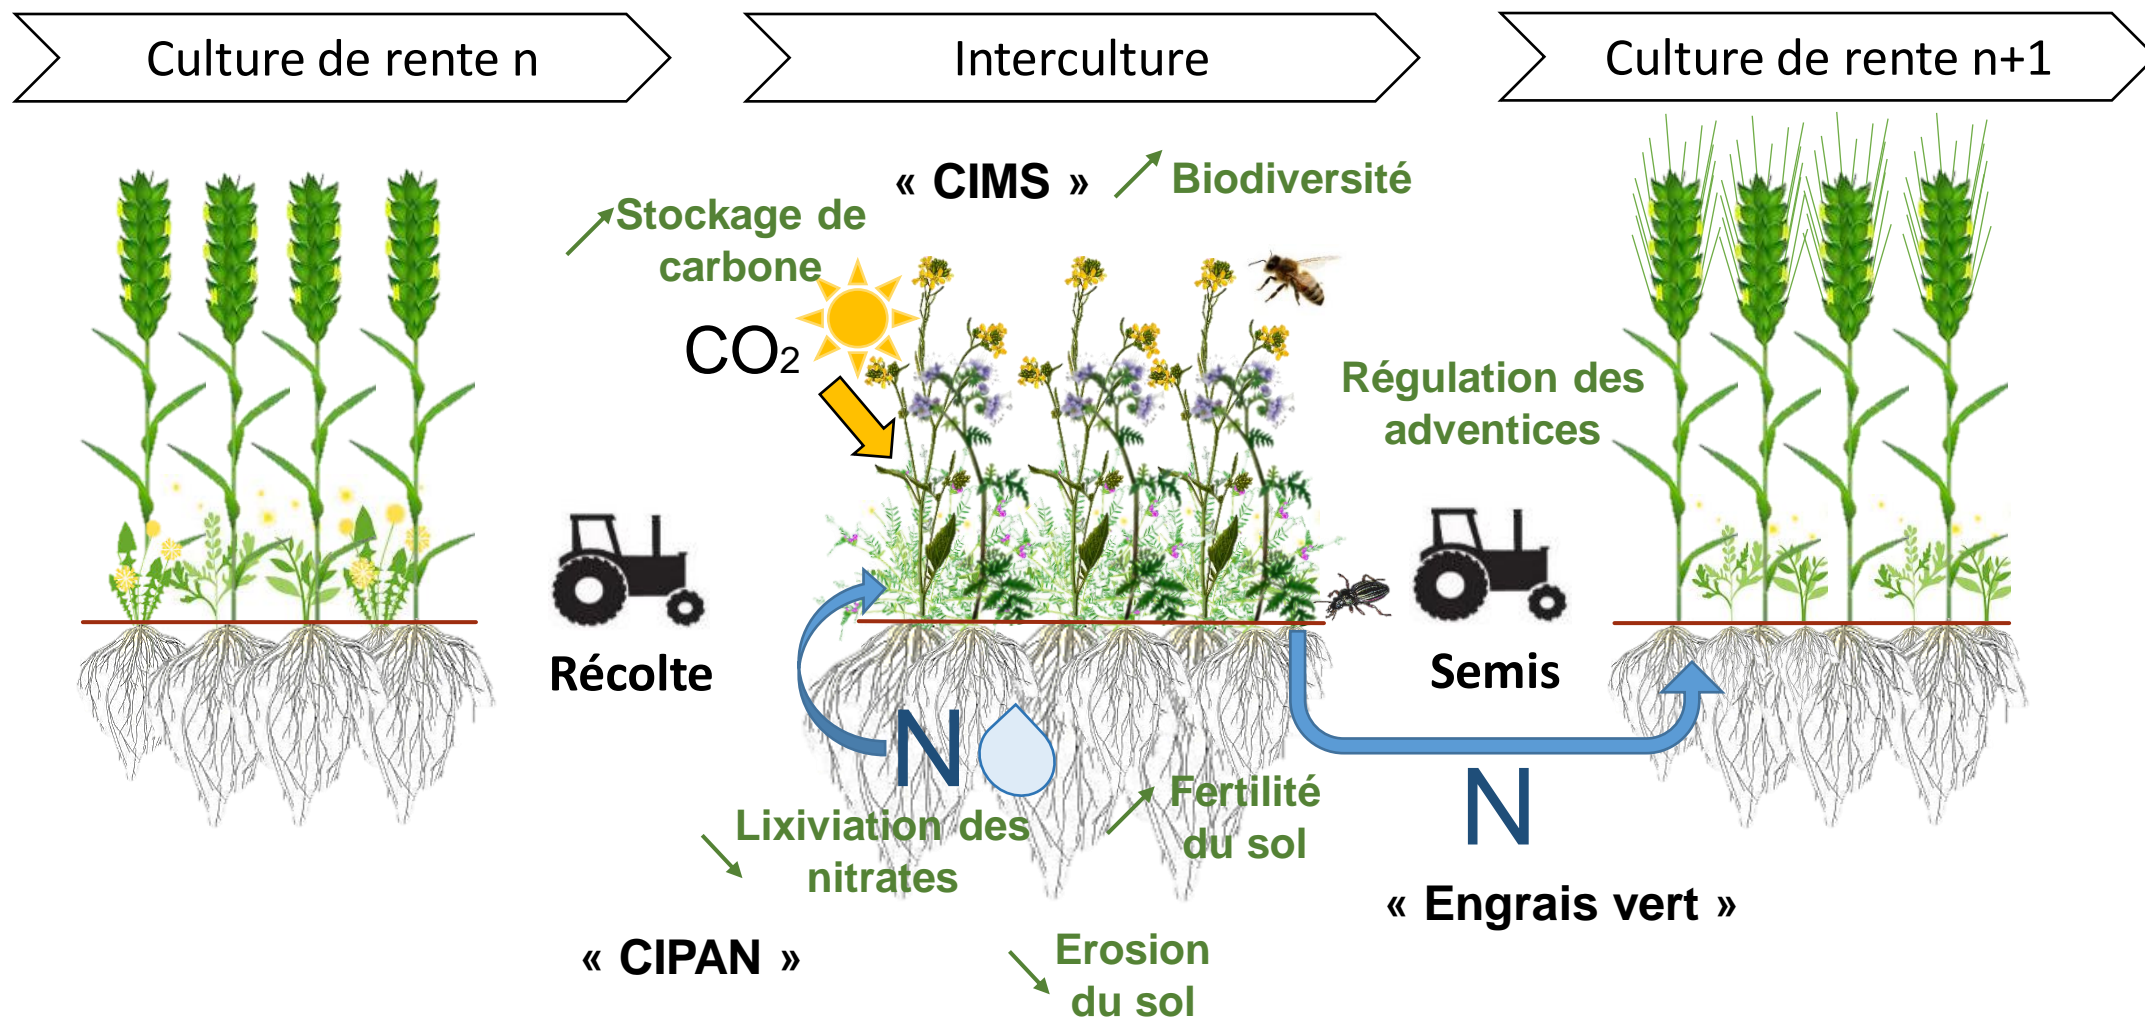 Culture de rente n
Interculture
Culture de rente n+1
« CIMS »
Biodiversité
Stockage de
carbone
CO2
Régulation des
adventices
Récolte
Semis
N
Fertilité
du sol
Lixiviation des
nitrates
N
« Engrais vert »
« CIPAN »
Erosion
du sol